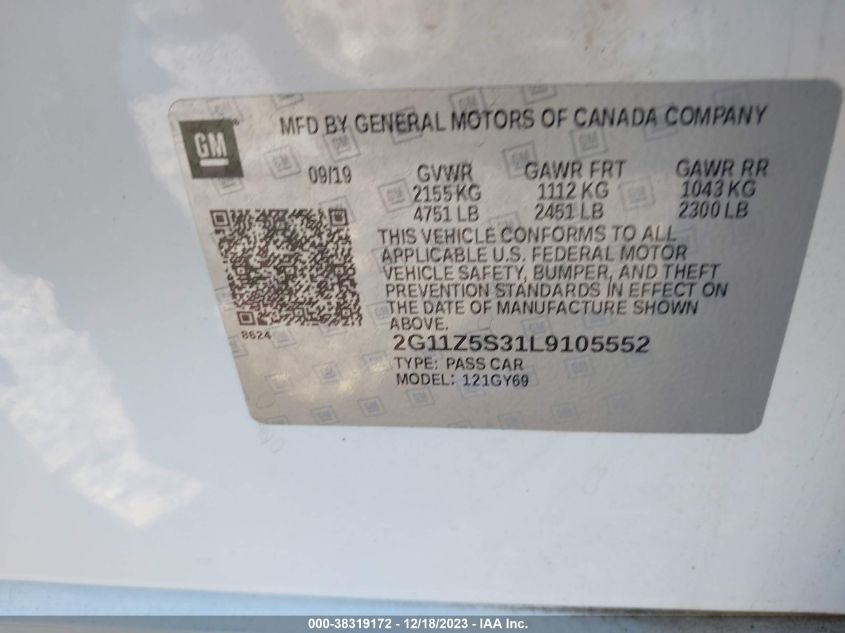 GM
MFD BY GENERAL MOTORS OF CANADA COMPANY
09/19 GVWR GAWR FRT GAWR RR
2155 KG 1112 KG 1043 KG
4751 LB 2451 LB 2300 LB
THIS VEHICLE CONFORMS TO ALL
APPLICABLE U.S. FEDERAL MOTOR
VEHICLE SAFETY, BUMPER, AND THEFT
PREVENTION STANDARDS IN EFFECT ON
THE DATE OF MANUFACTURE SHOWN
ABOVE.
8624
2G11Z5S31L9105552
TYPE: PASS CAR
MODEL: 121GY69
000-38319172 - 12/18/2023 - IAA Inc.